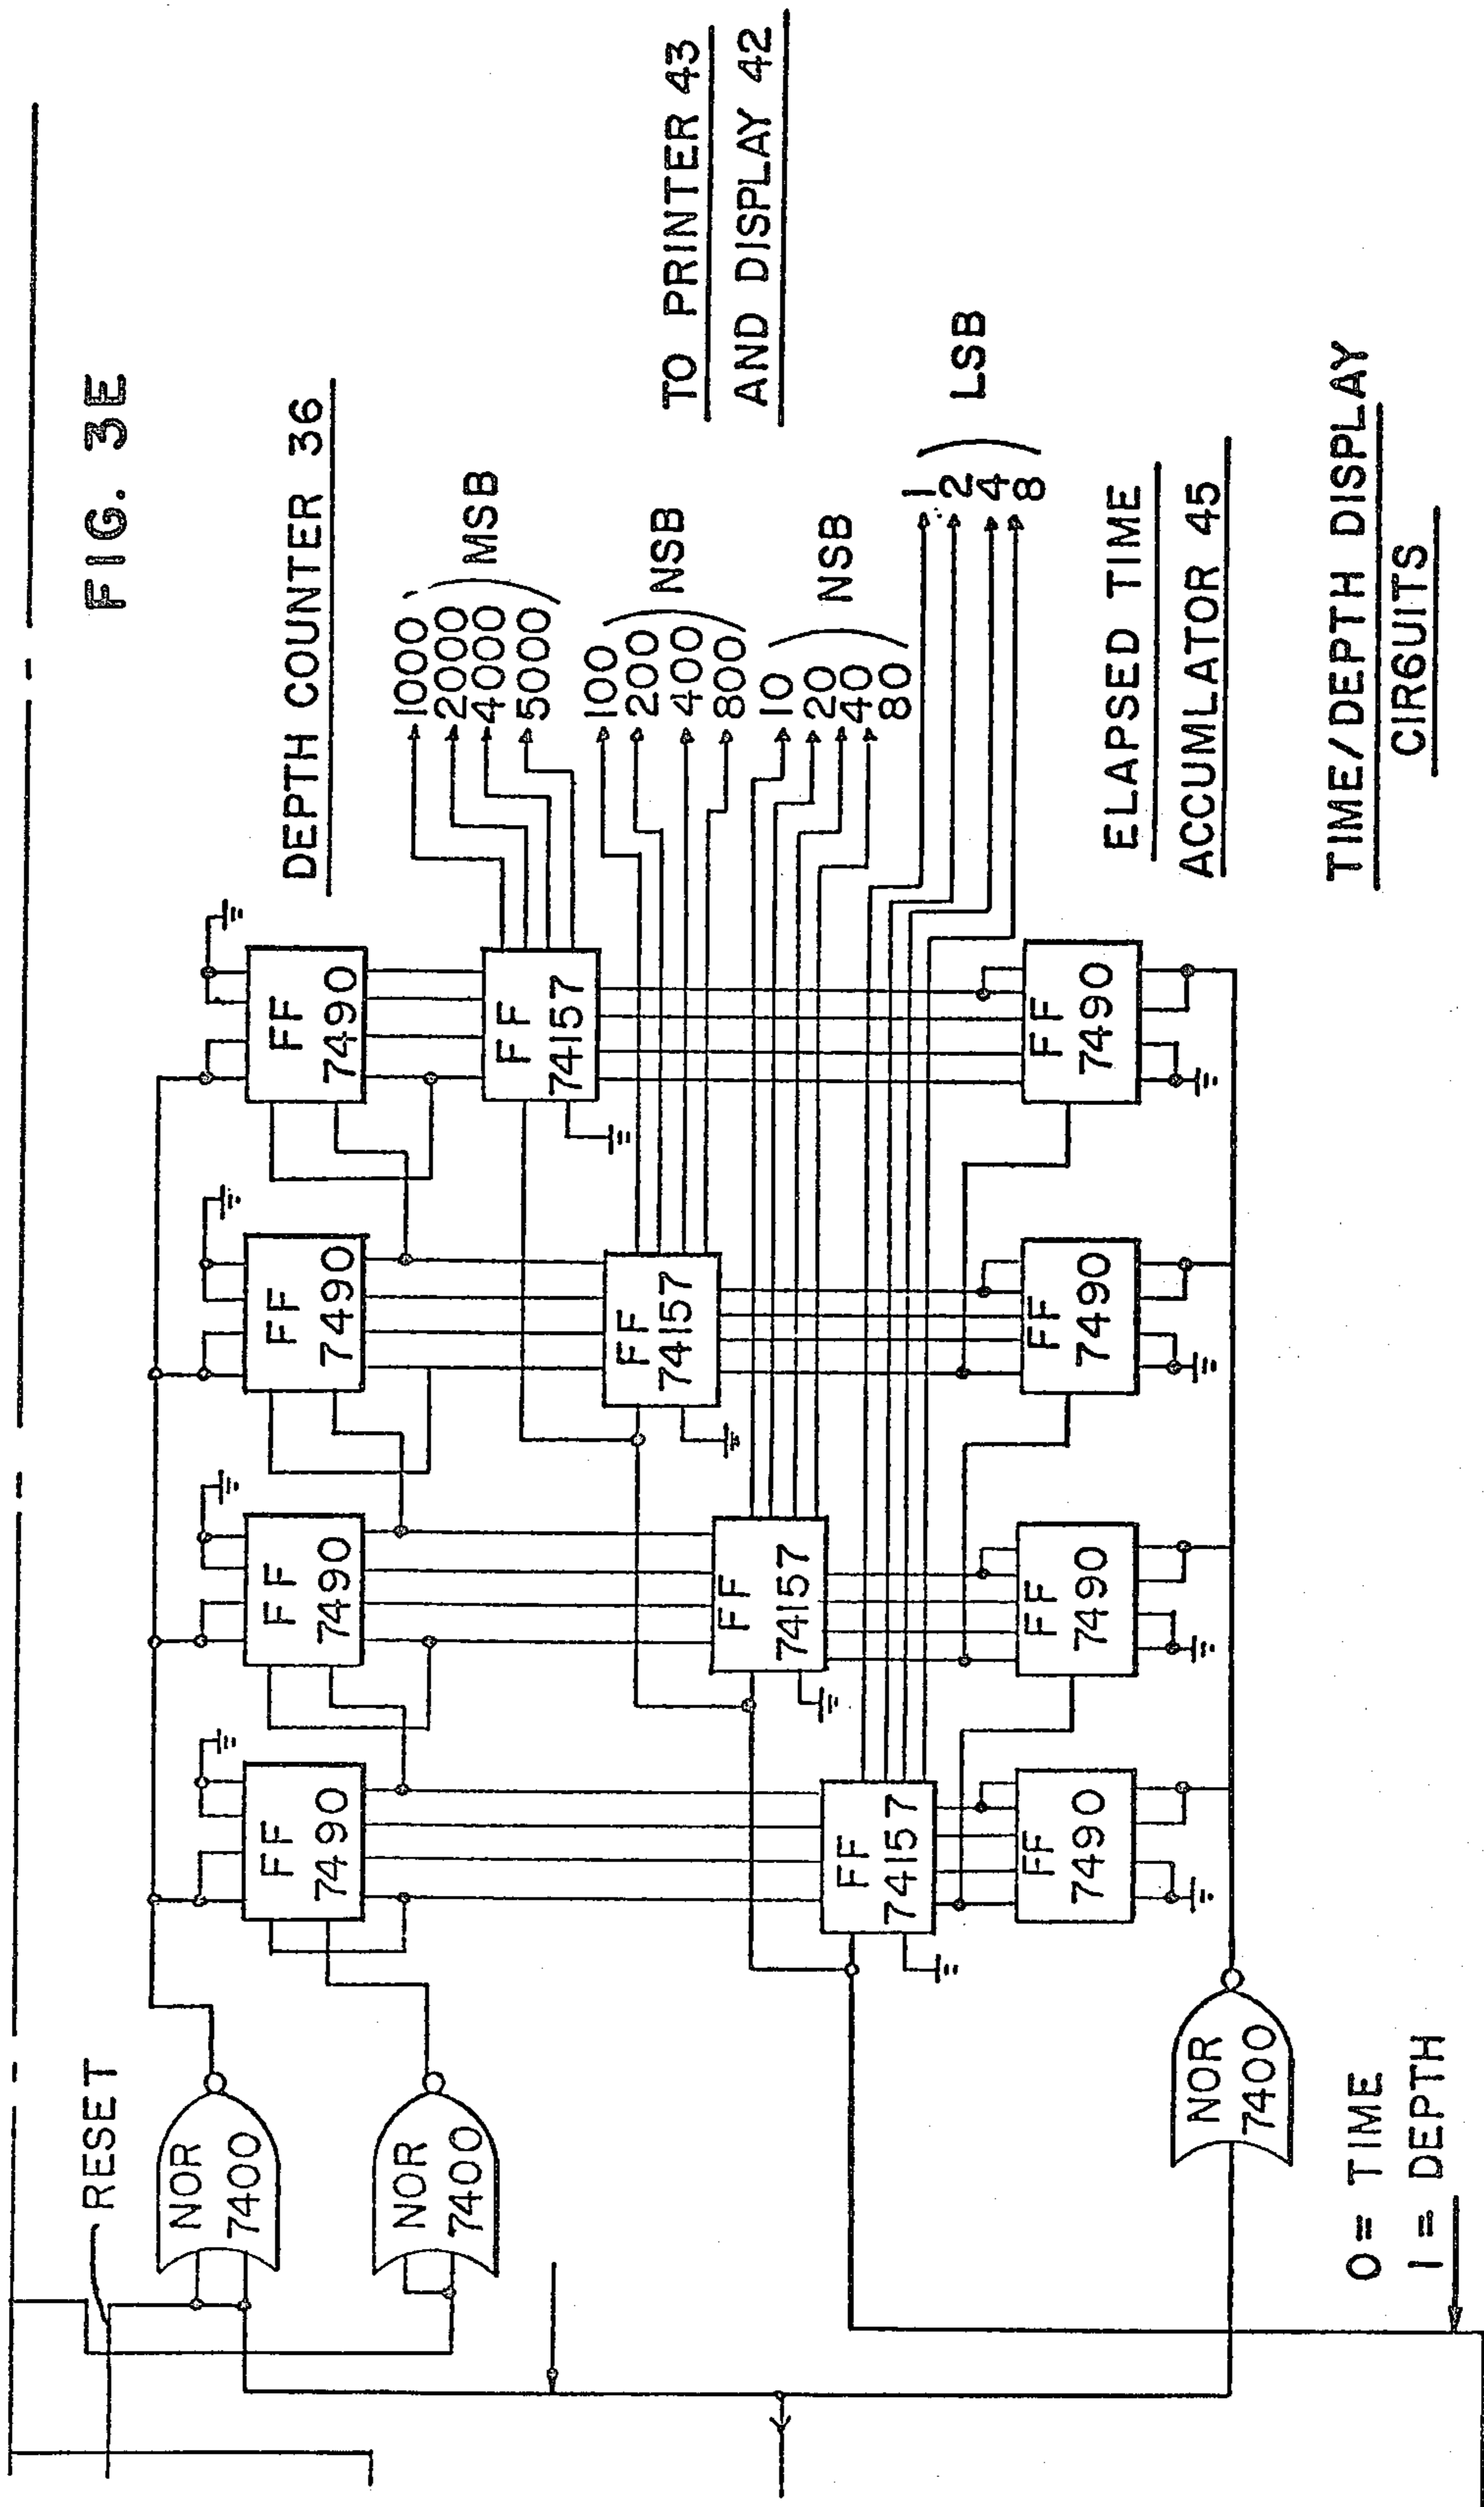 FIG. 3E
RESET
DEPTH COUNTER 36
NOR
7400
FF
7490
FF
7490
FF
7490
FF
7490
NOR
7400
FF
74157
1000
2000
4000
5000
MSB
FF
74157
100
200
400
800
NSB
TO PRINTER 43
AND DISPLAY 42
FF
74157
10
20
40
80
NSB
FF
74157
1
2
4
8
LSB
FF
7490
FF
7490
FF
7490
FF
7490
ELAPSED TIME
ACCUMLATOR 45
NOR
7400
0 = TIME
1 = DEPTH
TIME/DEPTH DISPLAY
CIR6UITS